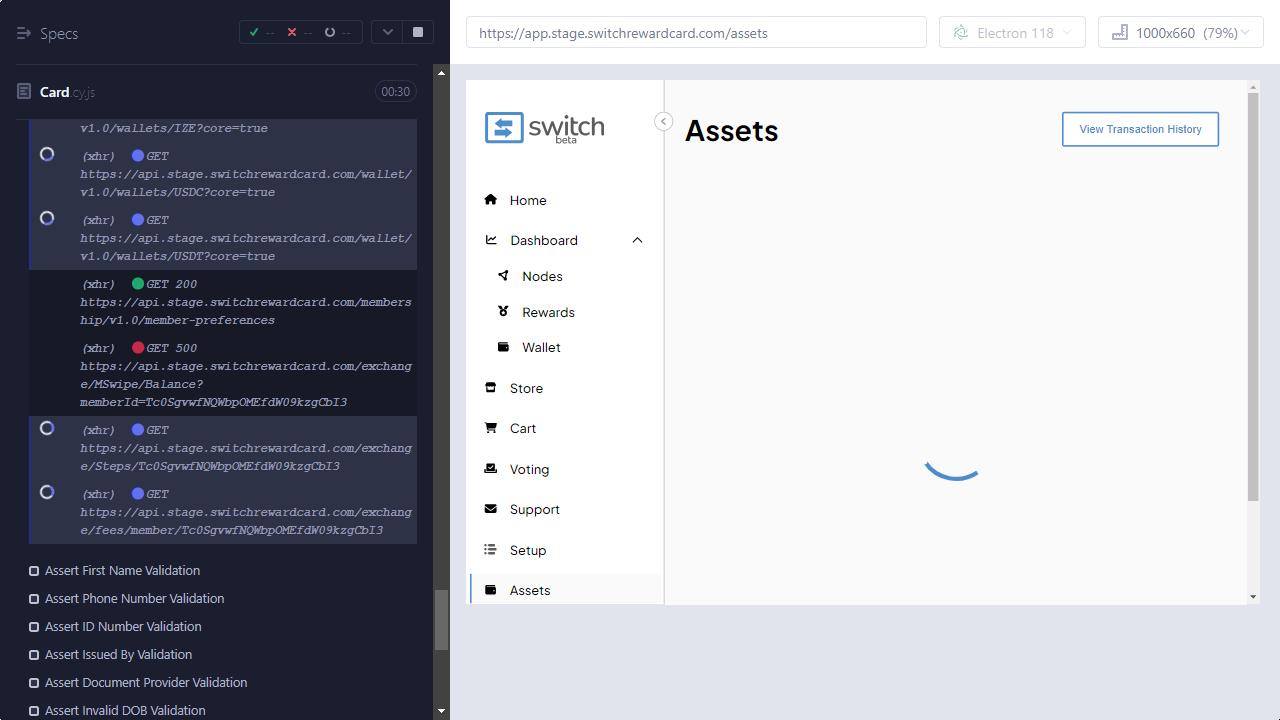 Specs
--
--
--
Card.cy.js
00:30
v1.0/wallets/IZE?core=true
(xhr) GET
https://api.stage.switchrewardcard.com/wallet/
v1.0/wallets/USDC?core=true
(xhr) GET
https://api.stage.switchrewardcard.com/wallet/
v1.0/wallets/USDT?core=true
(xhr) GET 200
https://api.stage.switchrewardcard.com/members
hip/v1.0/member-preferences
(xhr) GET 500
https://api.stage.switchrewardcard.com/exchang
e/MSwipe/Balance?
memberId=Tc0SgvwfNQWbpOMEfdW09kzgCbI3
(xhr) GET
https://api.stage.switchrewardcard.com/exchang
e/Steps/Tc0SgvwfNQWbpOMEfdW09kzgCbI3
(xhr) GET
https://api.stage.switchrewardcard.com/exchang
e/fees/member/Tc0SgvwfNQWbpOMEfdW09kzgCbI3
Assert First Name Validation
Assert Phone Number Validation
Assert ID Number Validation
Assert Issued By Validation
Assert Document Provider Validation
Assert Invalid DOB Validation
https://app.stage.switchrewardcard.com/assets
Electron 118
1000x660 (79%)
switch
beta
Home
Dashboard
Nodes
Rewards
Wallet
Store
Cart
Voting
Support
Setup
Assets
Assets
View Transaction History